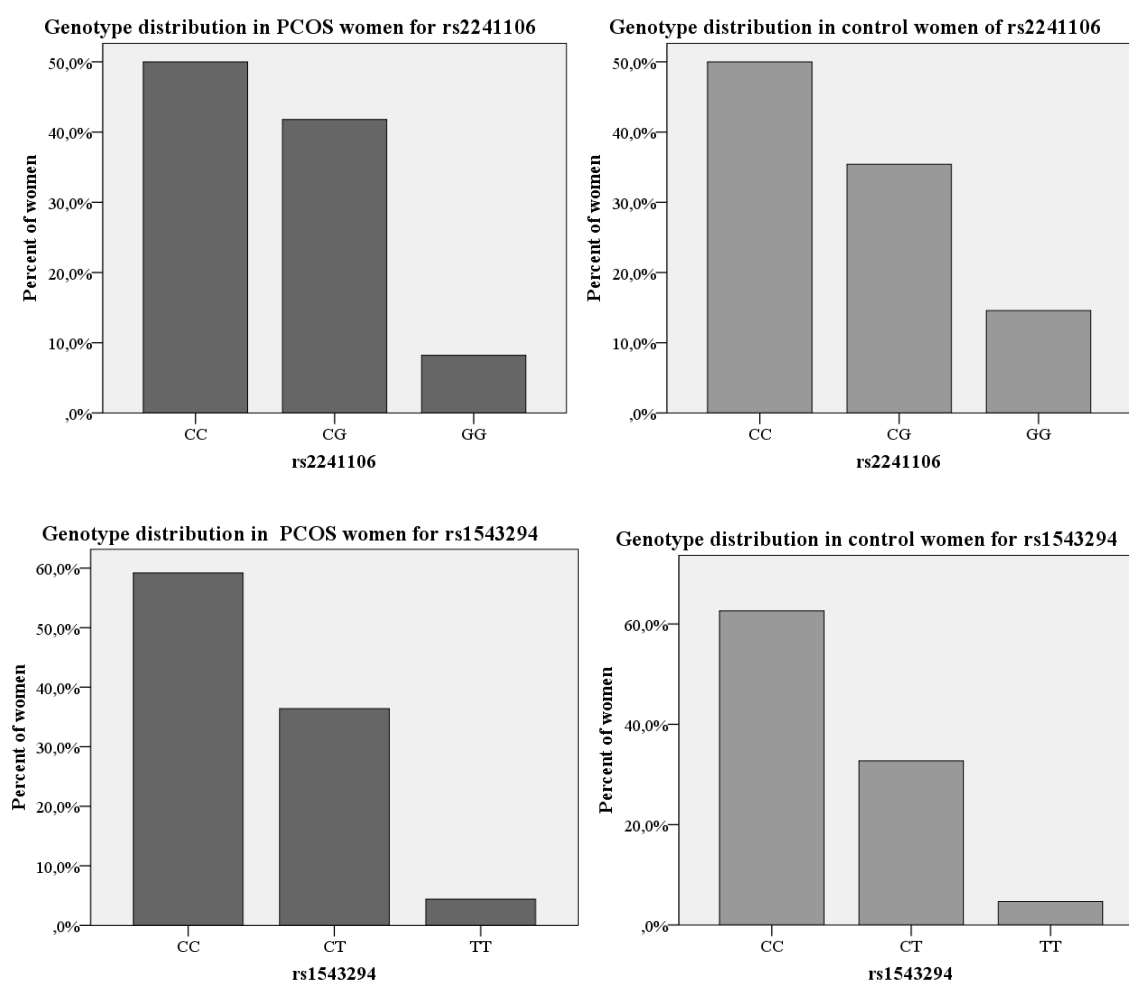 Genotype distribution in PCOS women for rs2241106
50,0%
40,0%
30,0%
20,0%
10,0%
,0%
Percent of women
CC CG GG
rs2241106
Genotype distribution in control women of rs2241106
50,0%
40,0%
30,0%
20,0%
10,0%
,0%
Percent of women
CC CG GG
rs2241106
Genotype distribution in PCOS women for rs1543294
60,0%
50,0%
40,0%
30,0%
20,0%
10,0%
,0%
Percent of women
CC CT TT
rs1543294
Genotype distribution in control women for rs1543294
60,0%
40,0%
20,0%
,0%
Percent of women
CC CT TT
rs1543294